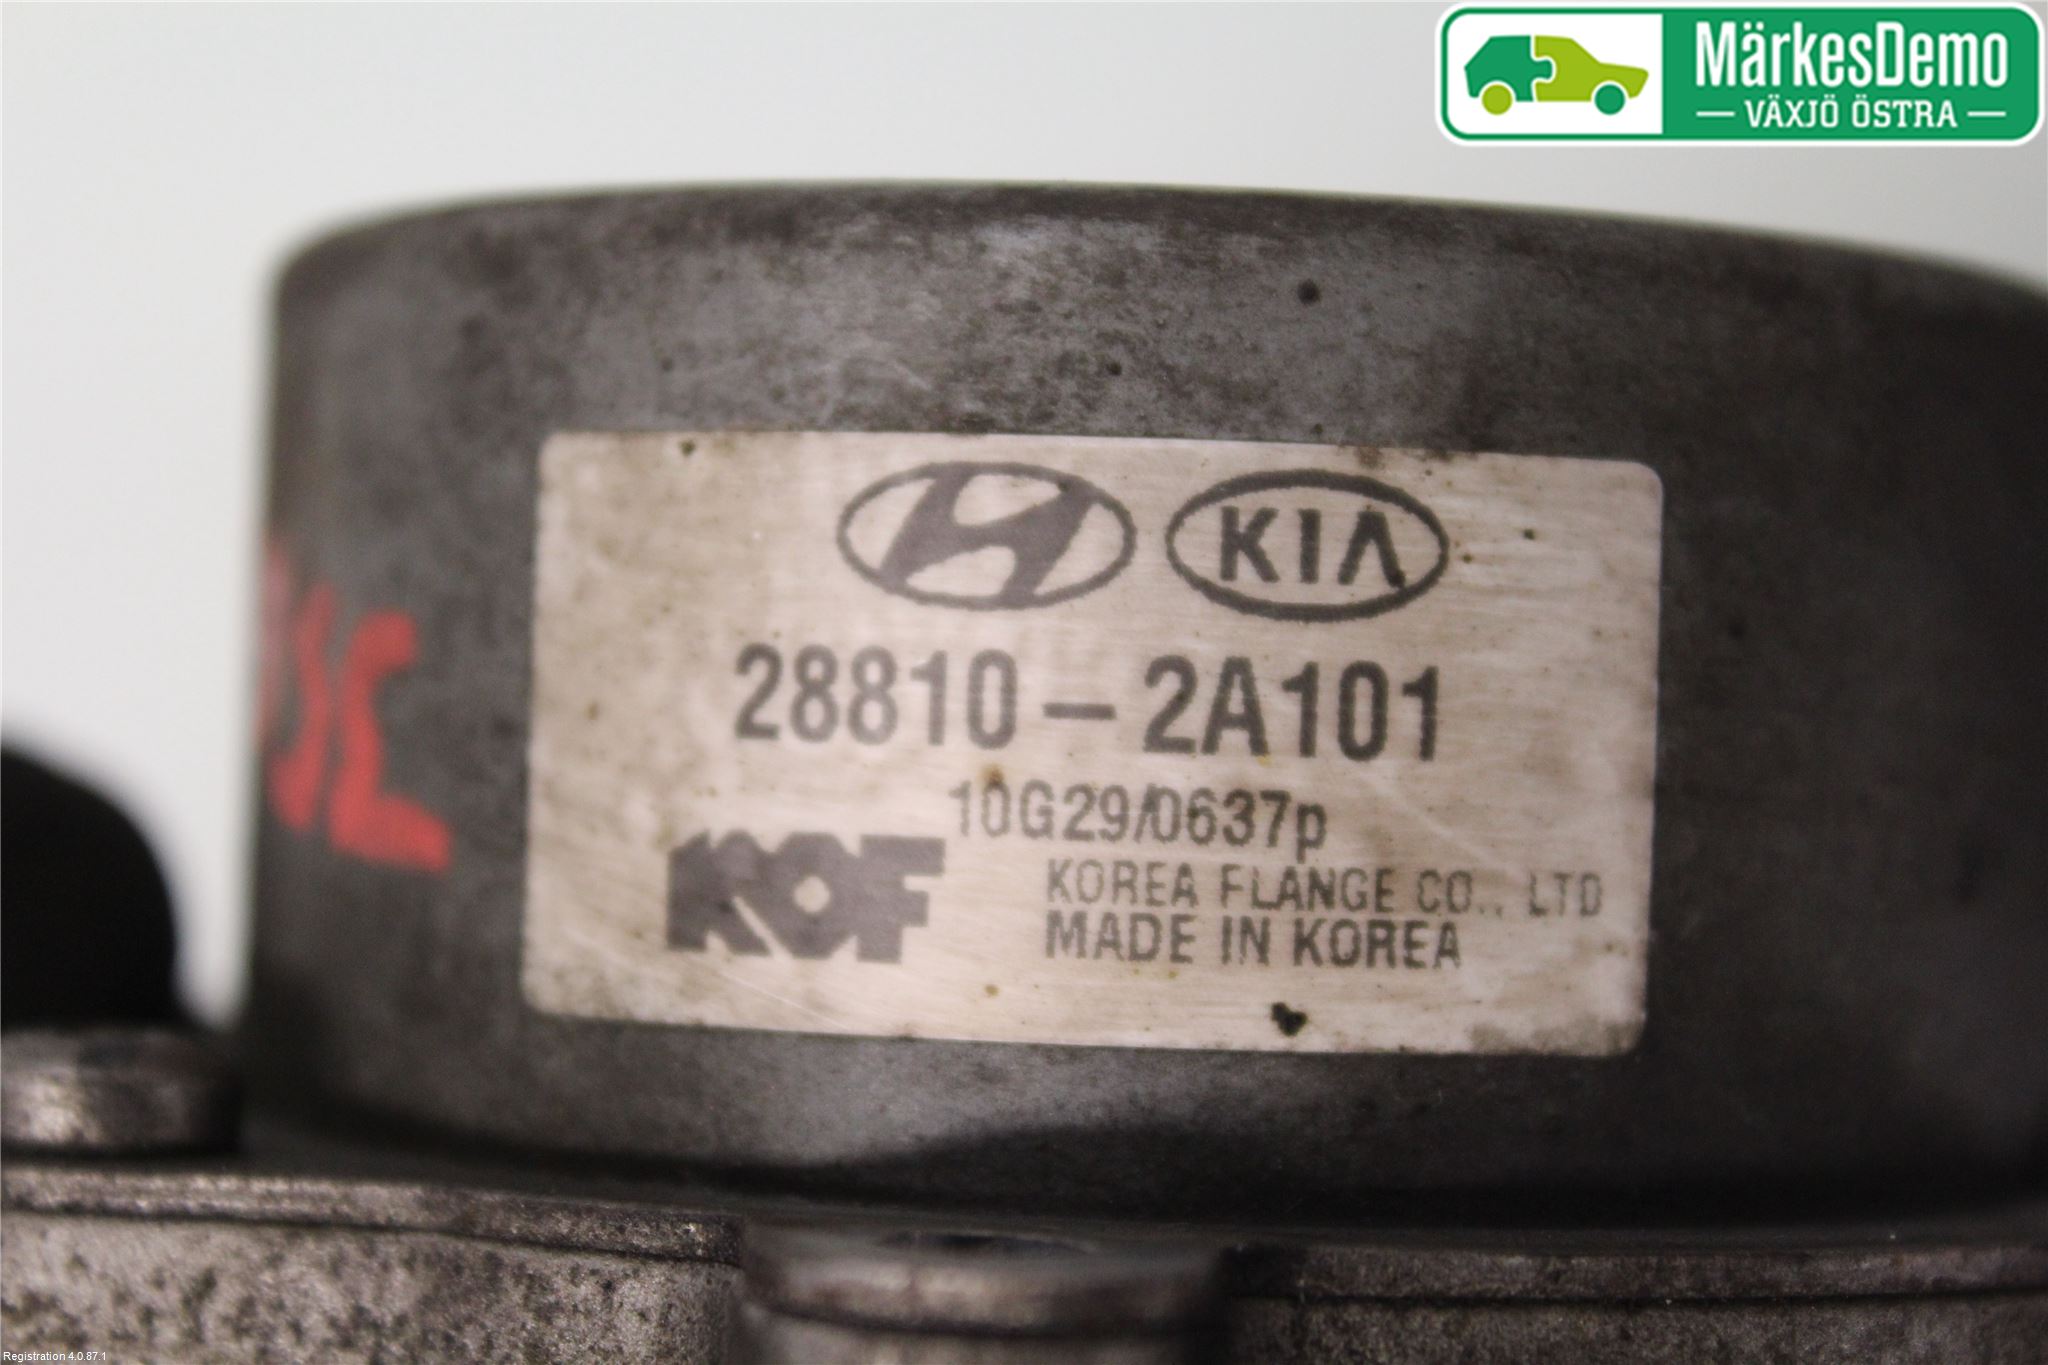 MärkesDemo
VÄXJÖ ÖSTRA
KIA
28810-2A101
10G29/0637p
KOF
KOREA FLANGE CO., LTD
MADE IN KOREA
Registration 4.0.87.1